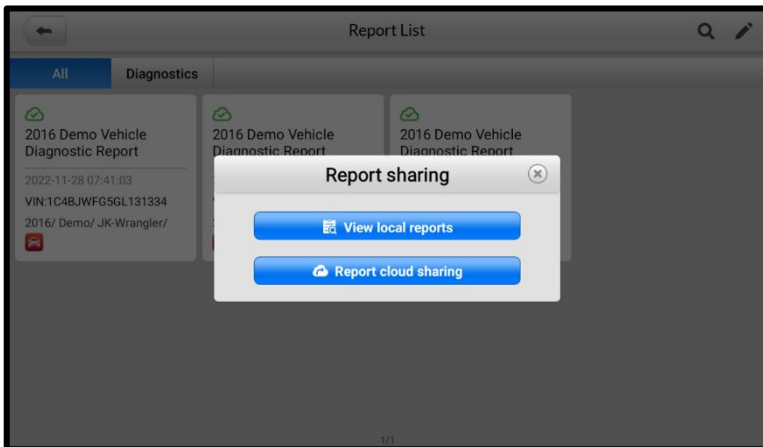 Report List
All
Diagnostics
2016 Demo Vehicle
Diagnostic Report
2022-11-28 07:41:03
VIN:1C4BJWFG5GL131334
2016/ Demo/ JK-Wrangler/
2016 Demo Vehicle
Diagnostic Report
2016 Demo Vehicle
Diagnostic Report
Report sharing
View local reports
Report cloud sharing
1/1